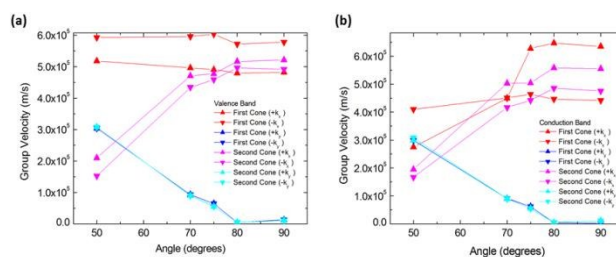 (a)
Group Velocity (m/s)
6.0x10⁵
5.0x10⁵
4.0x10⁵
3.0x10⁵
2.0x10⁵
1.0x10⁵
0.0
50 60 70 80 90
Angle (degrees)
Valence Band
First Cone (+kₓ)
First Cone (-kₓ)
First Cone (+kᵧ)
First Cone (-kᵧ)
Second Cone (+kₓ)
Second Cone (-kₓ)
Second Cone (+kᵧ)
Second Cone (-kᵧ)
(b)
Group Velocity (m/s)
6.0x10⁵
4.0x10⁵
3.0x10⁵
2.0x10⁵
1.0x10⁵
0.0
50 60 70 80 90
Angle (degrees)
Conduction Band
First Cone (+kₓ)
First Cone (-kₓ)
First Cone (+kᵧ)
First Cone (-kᵧ)
Second Cone (+kₓ)
Second Cone (-kₓ)
Second Cone (+kᵧ)
Second Cone (-kᵧ)